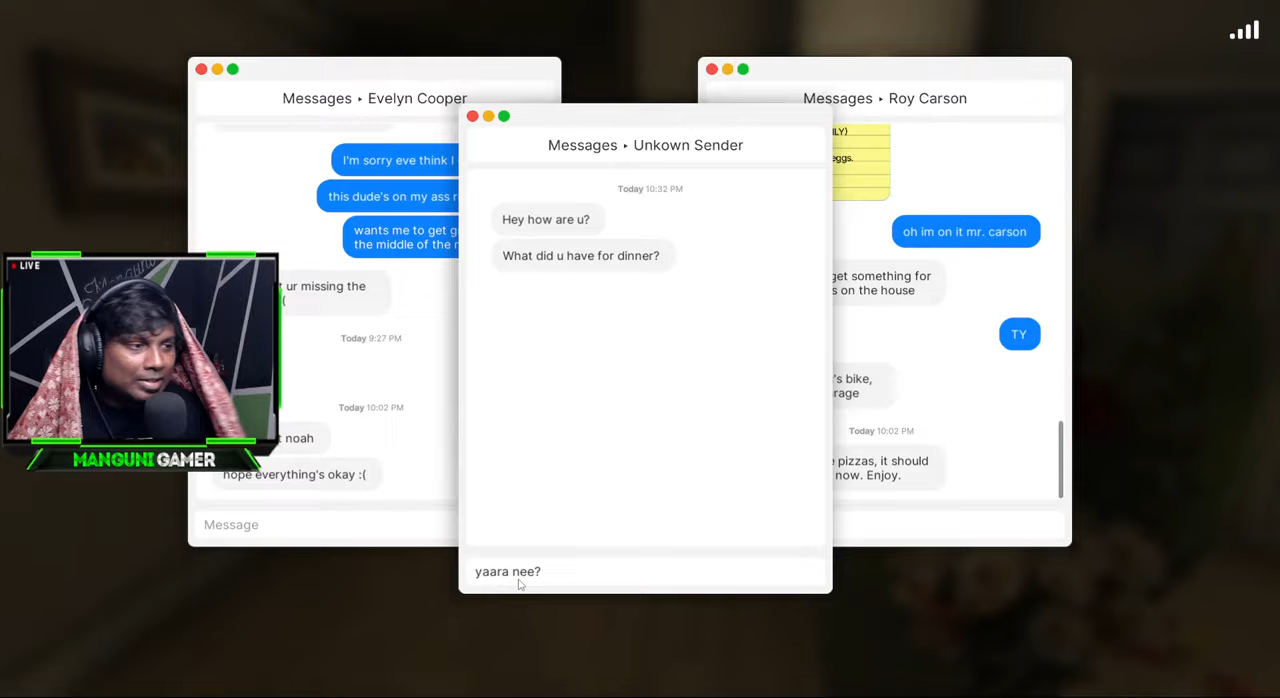 Messages ▸ Evelyn Cooper
I'm sorry eve think I
this dude's on my ass
wants me to get
the middle of the
ur missing the
(
Today 9:27 PM
Today 10:02 PM
noah
hope everything's okay :(
Message
Messages ▸ Unkown Sender
Today 10:32 PM
Hey how are u?
What did u have for dinner?
yaara nee?
Messages ▸ Roy Carson
LY)
eggs.
oh im on it mr. carson
get something for
s on the house
TY
's bike,
rage
Today 10:02 PM
pizzas, it should
now. Enjoy.
LIVE
MANGUNI GAMER